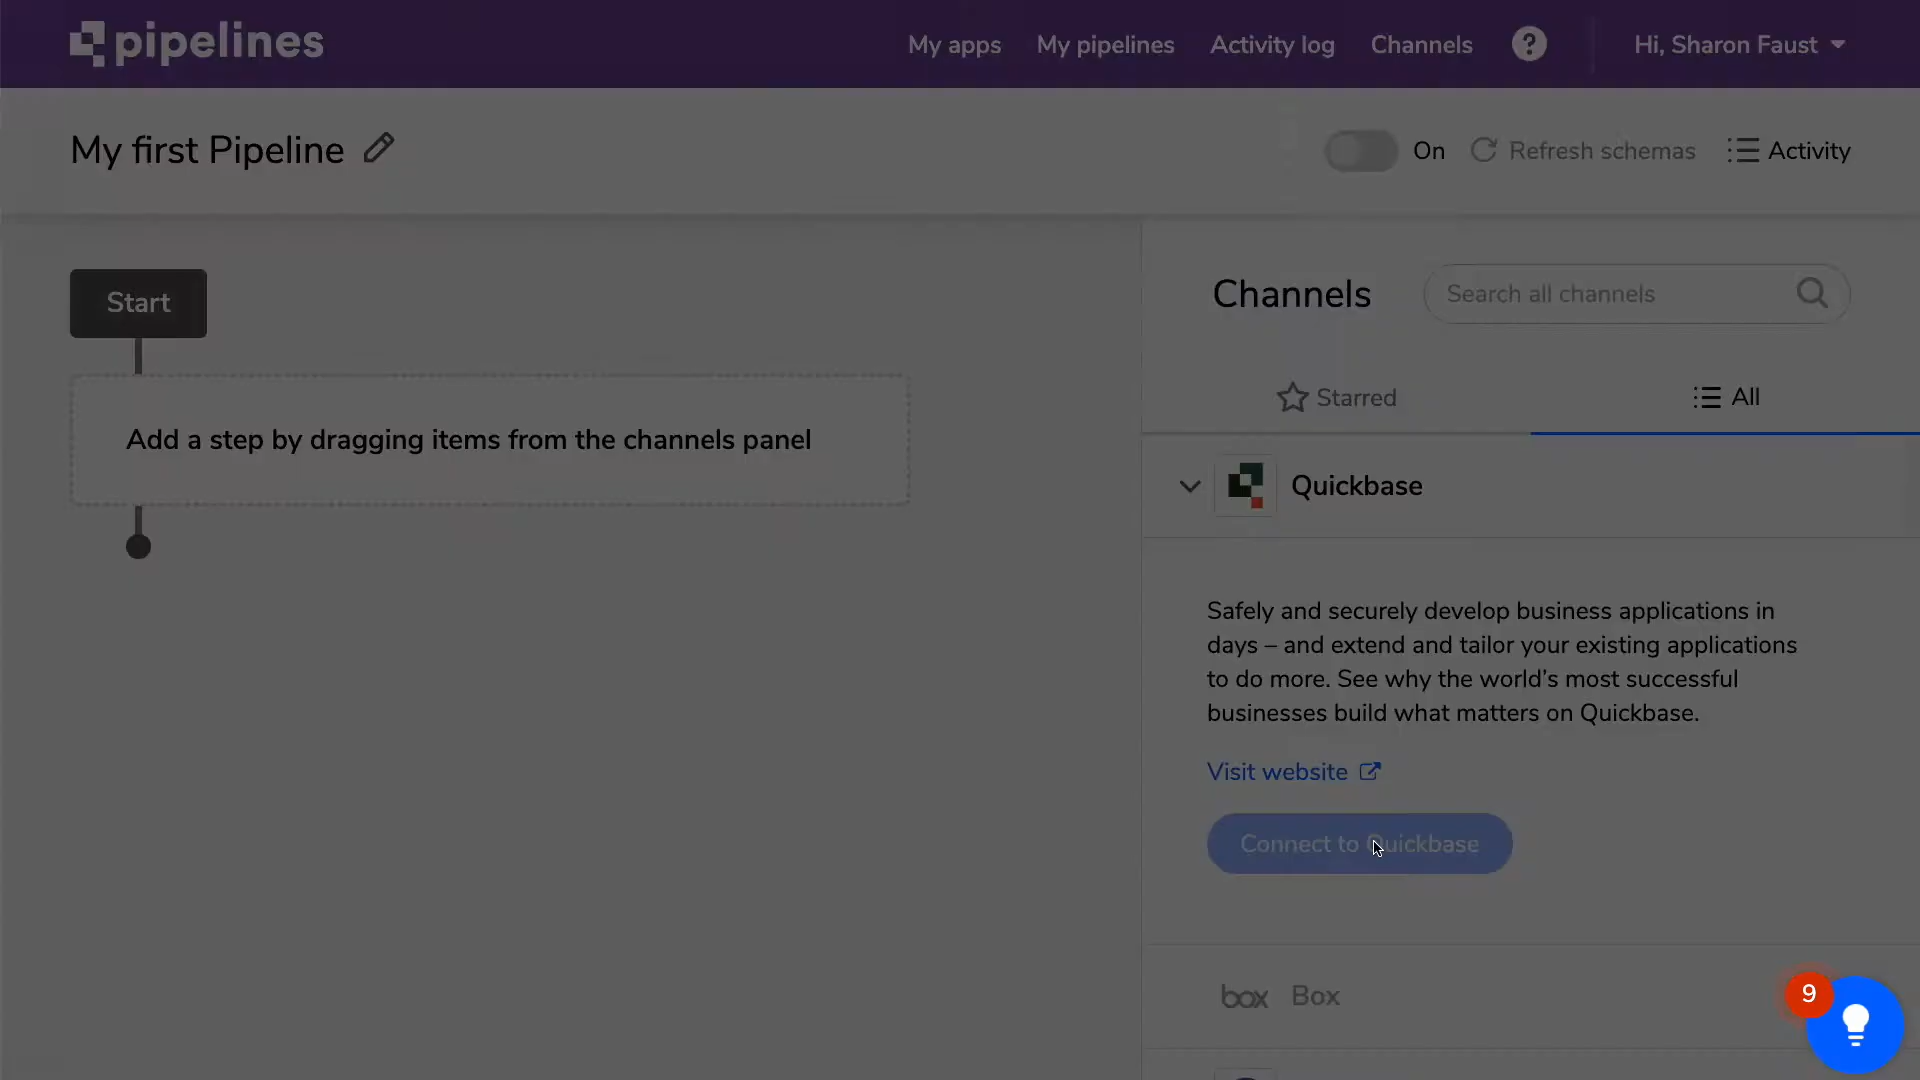 pipelines
My apps
My pipelines
Activity log
Channels
?
Hi, Sharon Faust
My first Pipeline
On
Refresh schemas
Activity
Start
Add a step by dragging items from the channels panel
Channels
Search all channels
Starred
All
Quickbase
Safely and securely develop business applications in
days – and extend and tailor your existing applications
to do more. See why the world’s most successful
businesses build what matters on Quickbase.
Visit website
Connect to Quickbase
box
Box
9